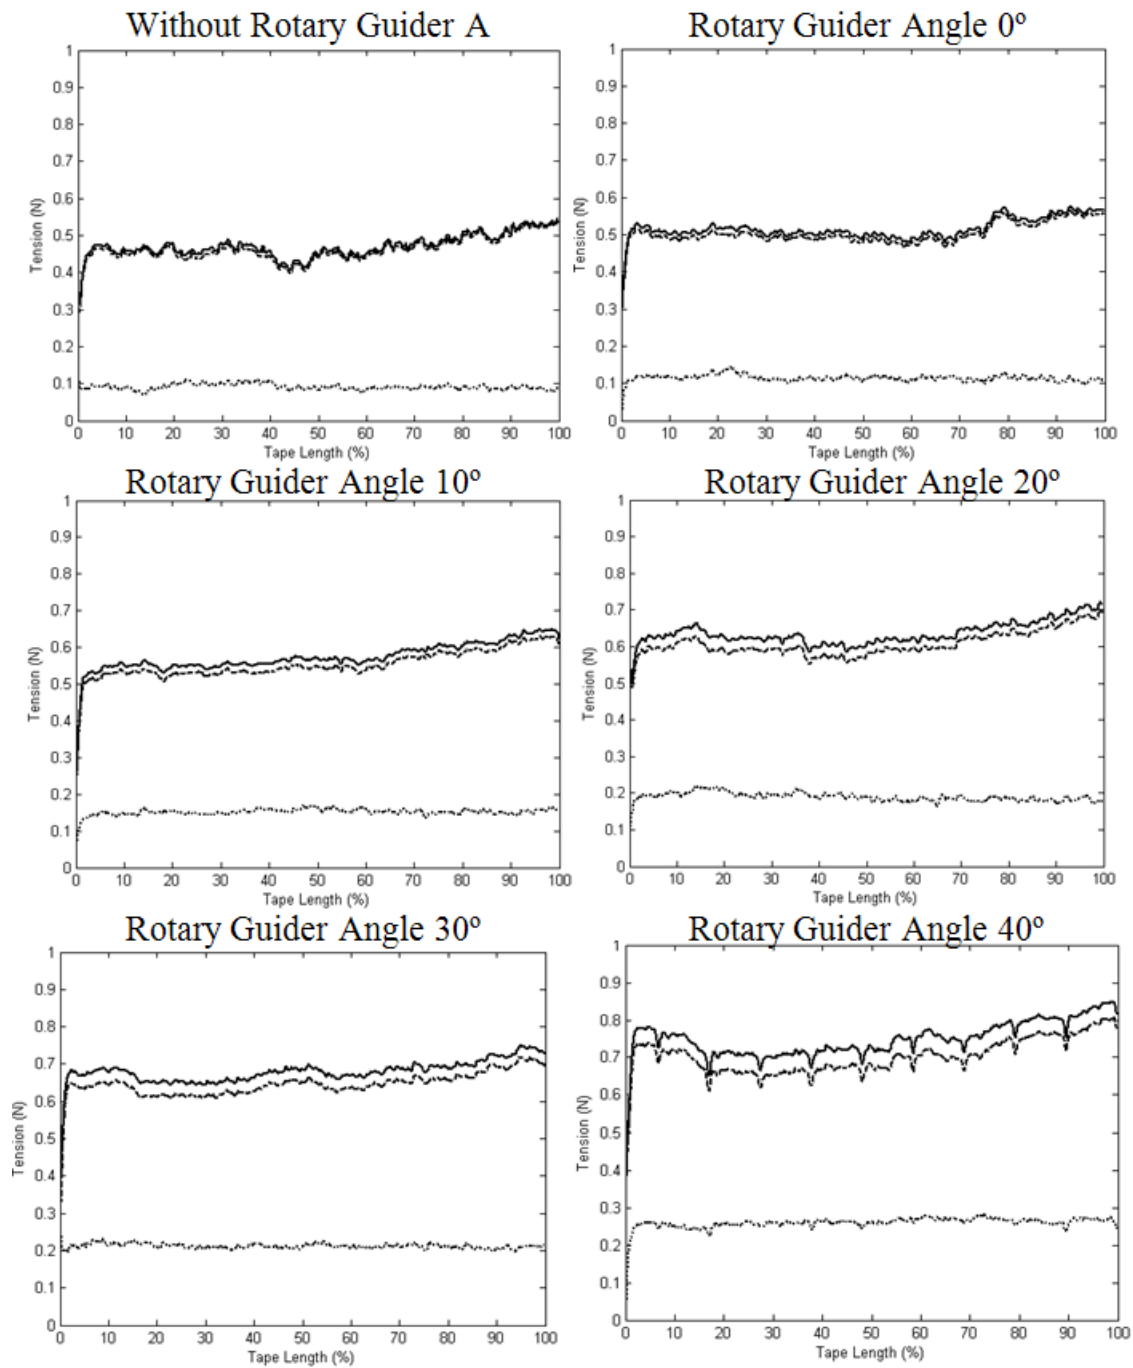 Without Rotary Guider A
1
0.9
0.8
0.7
0.6
0.5
0.4
0.3
0.2
0.1
0
Tension (N)
0 10 20 30 40 50 60 70 80 90 100
Tape Length (%)
Rotary Guider Angle 0º
1
0.9
0.8
0.7
0.6
0.5
0.4
0.3
0.2
0.1
0
Tension (N)
0 10 20 30 40 50 60 70 80 90 100
Tape Length (%)
Rotary Guider Angle 10º
1
0.9
0.8
0.7
0.6
0.5
0.4
0.3
0.2
0.1
0
Tension (N)
0 10 20 30 40 50 60 70 80 90 100
Tape Length (%)
Rotary Guider Angle 20º
1
0.9
0.8
0.7
0.6
0.5
0.4
0.3
0.2
0.1
0
Tension (N)
0 10 20 30 40 50 60 70 80 90 100
Tape Length (%)
Rotary Guider Angle 30º
1
0.9
0.8
0.7
0.6
0.5
0.4
0.3
0.2
0.1
0
Tension (N)
0 10 20 30 40 50 60 70 80 90 100
Tape Length (%)
Rotary Guider Angle 40º
1
0.9
0.8
0.7
0.6
0.5
0.4
0.3
0.2
0.1
0
Tension (N)
0 10 20 30 40 50 60 70 80 90 100
Tape Length (%)